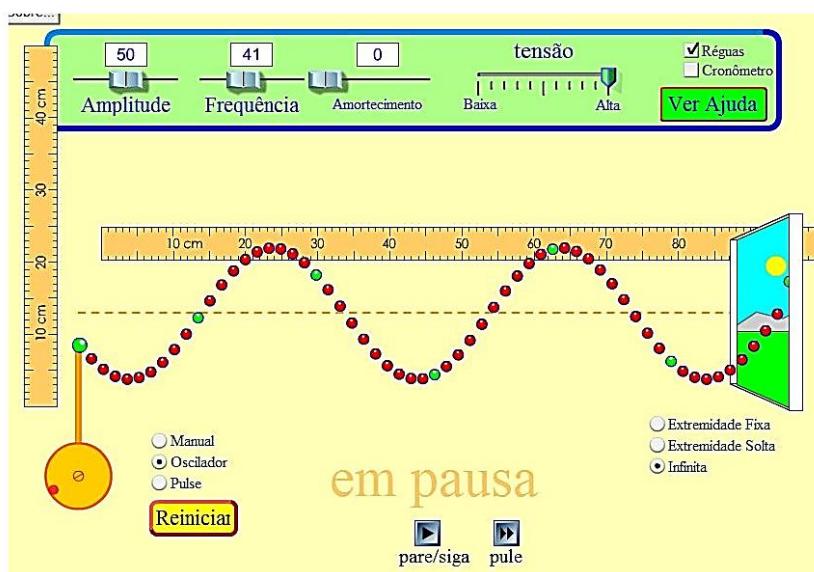 50
41
0
tensão
Réguas
Cronômetro
Amplitude
Frequência
Amortecimento
Baixa
Alta
Ver Ajuda
40 cm
30
20
10 cm
10 cm
20
30
40
50
60
70
80
Manual
Oscilador
Pulse
Reiniciar
Extremidade Fixa
Extremidade Solta
Infinita
em pausa
pare/siga
pule